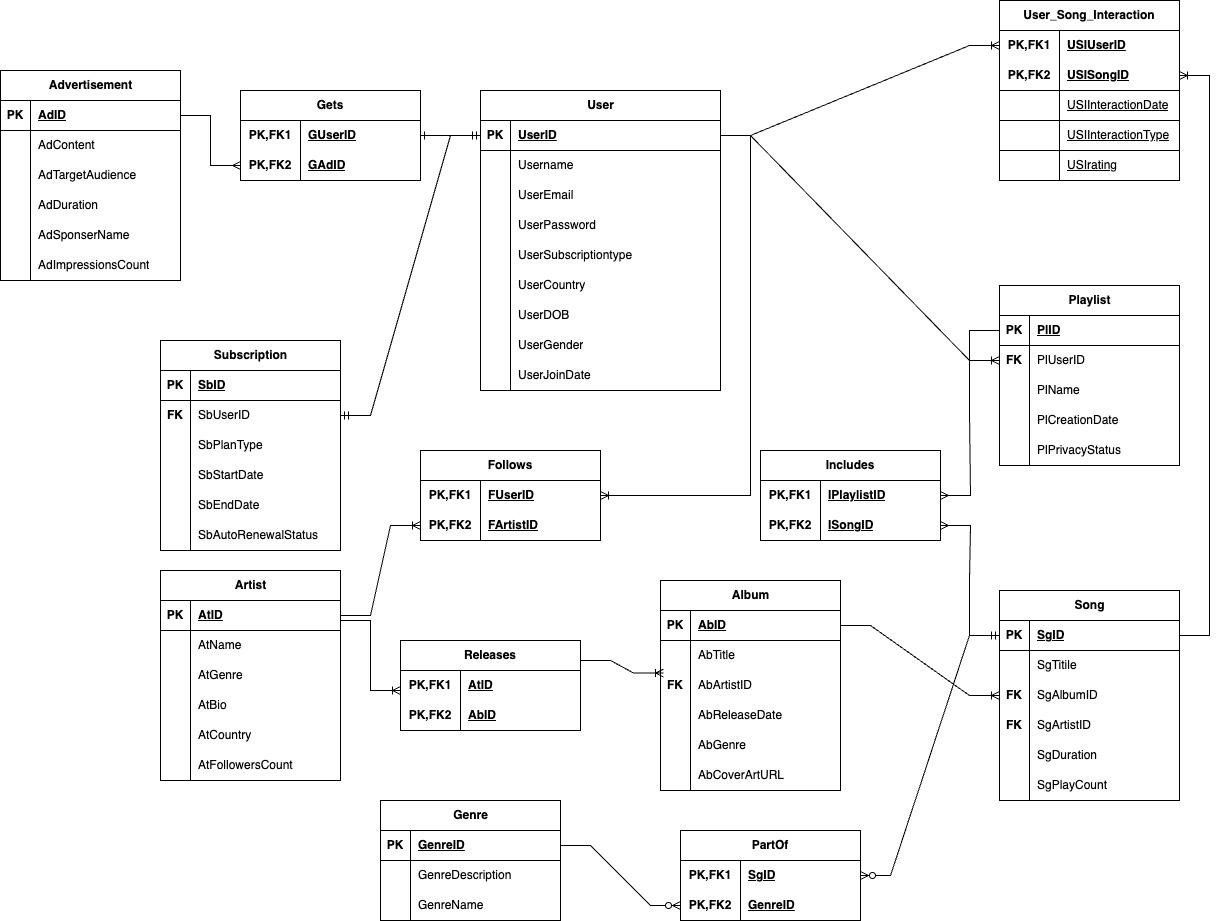 User_Song_Interaction
PK,FK1 USIUserID
PK,FK2 USISongID
USIInteractionDate
USIInteractionType
USIrating
Advertisement
PK AdID
AdContent
AdTargetAudience
AdDuration
AdSponserName
AdImpressionsCount
Gets
PK,FK1 GUserID
PK,FK2 GAdID
User
PK UserID
Username
UserEmail
UserPassword
UserSubscriptiontype
UserCountry
UserDOB
UserGender
UserJoinDate
Playlist
PK PlID
FK PlUserID
PlName
PlCreationDate
PlPrivacyStatus
Subscription
PK SbID
FK SbUserID
SbPlanType
SbStartDate
SbEndDate
SbAutoRenewalStatus
Follows
PK,FK1 FUserID
PK,FK2 FArtistID
Includes
PK,FK1 IPlaylistID
PK,FK2 ISongID
Artist
PK AtID
AtName
AtGenre
AtBio
AtCountry
AtFollowersCount
Releases
PK,FK1 AtID
PK,FK2 AbID
Album
PK AbID
AbTitle
FK AbArtistID
AbReleaseDate
AbGenre
AbCoverArtURL
Song
PK SgID
SgTitile
FK SgAlbumID
FK SgArtistID
SgDuration
SgPlayCount
Genre
PK GenreID
GenreDescription
GenreName
PartOf
PK,FK1 SgID
PK,FK2 GenreID